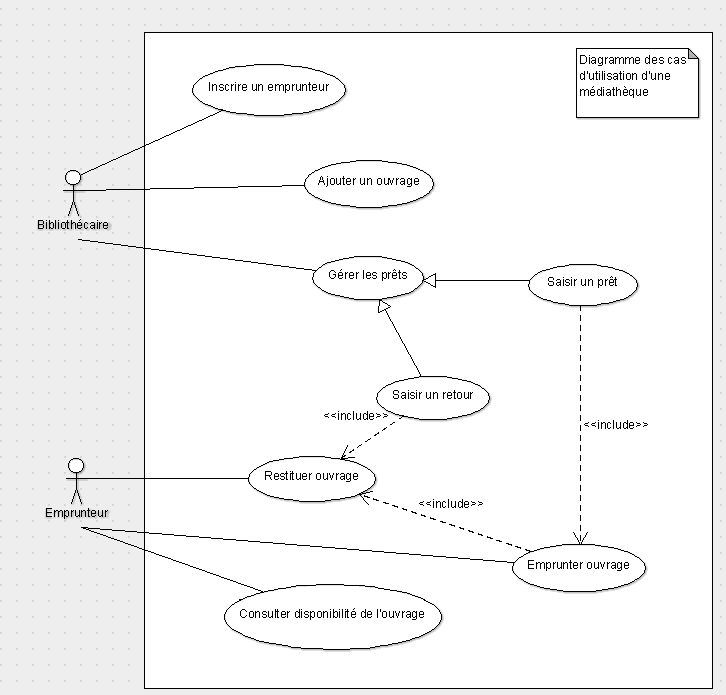 Diagramme des cas
d'utilisation d'une
médiathèque
Inscrire un emprunteur
Ajouter un ouvrage
Bibliothécaire
Gérer les prêts
Saisir un prêt
Saisir un retour
<<include>>
<<include>>
Restituer ouvrage
<<include>>
Emprunteur
Emprunter ouvrage
Consulter disponibilité de l'ouvrage